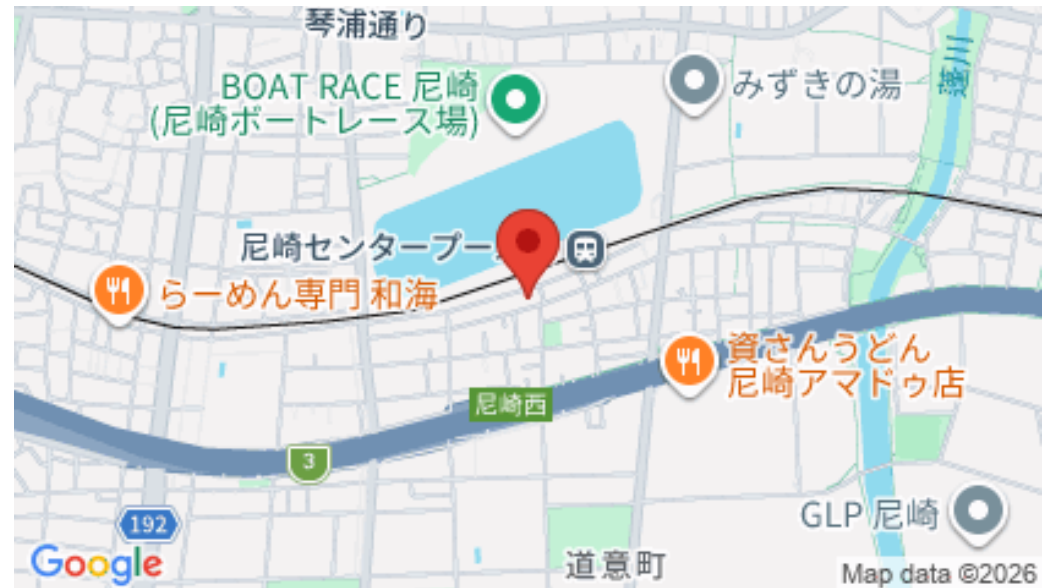 琴浦通り
BOAT RACE 尼崎
(尼崎ボートレース場)
みずきの湯
蓬川
尼崎センタープー
らーめん専門 和海
資さんうどん
尼崎アマドゥ店
尼崎西
3
192
GLP 尼崎
道意町
Google
Map data ©2026